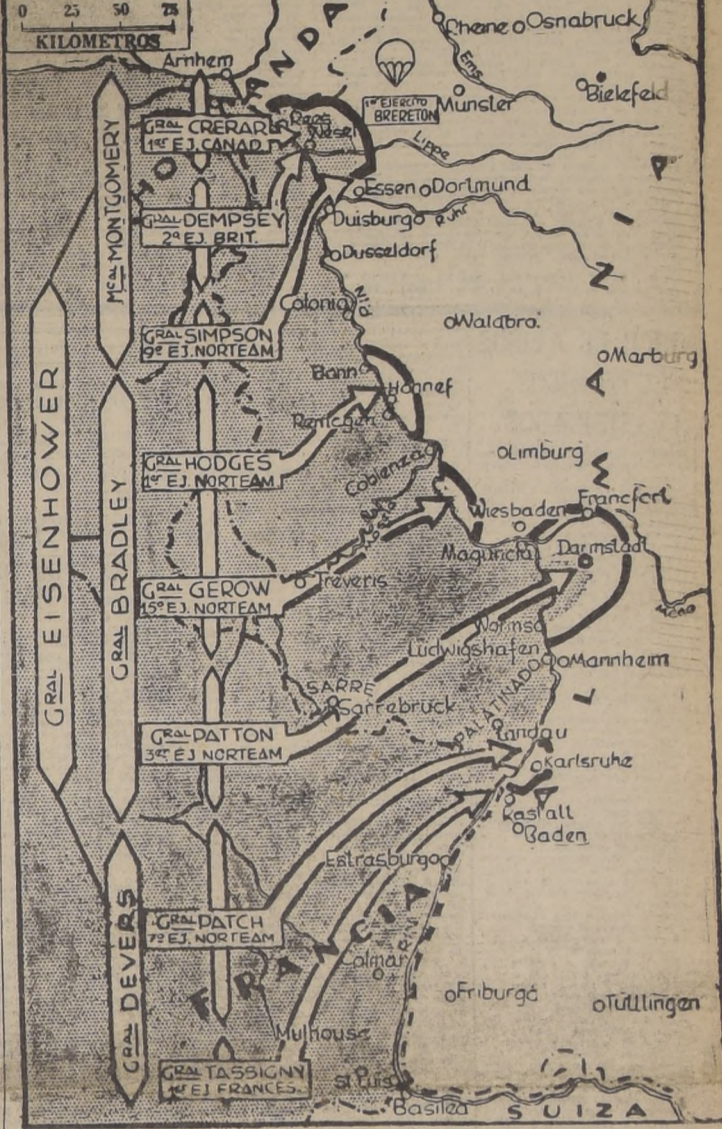 0 25 50 75
KILOMETROS
Arnhem
HOLANDA
Rheine
Osnabruck
Ems
Munster
Bielefeld
1er EJERCITO
BRERETON
GRAL CRERAR
1er EJ. CANAD.
Rees
Wesel
Lippe
Essen
Dortmund
GRAL DEMPSEY
2º EJ. BRIT.
Duisburg
Ruhr
Dusseldorf
Colonia
Waldbro.
GRAL SIMPSON
9º EJ. NORTEAM
Marburg
Bonn
Honnef
Remagen
GRAL HODGES
1er EJ. NORTEAM
Coblenza
Limburg
Wiesbaden
Francfort
Maguncia
Darmstadt
GRAL GEROW
15º EJ. NORTEAM
Treveris
Mosela
Worms
Ludwigshafen
Mannheim
SARRE
Sarrebruck
PALATINADO
GRAL PATTON
3er EJ. NORTEAM
Landau
Karlsruhe
Rastatt
Baden
Estrasburgo
GRAL PATCH
7º EJ. NORTEAM
FRANCIA
RIN
Colmar
Friburgo
Tuttlingen
Mulhouse
GRAL TASSIGNY
1er EJ. FRANCES.
St Luis
Basilea
SUIZA
GRAL EISENHOWER
McAL MONTGOMERY
GRAL BRADLEY
GRAL DEVERS